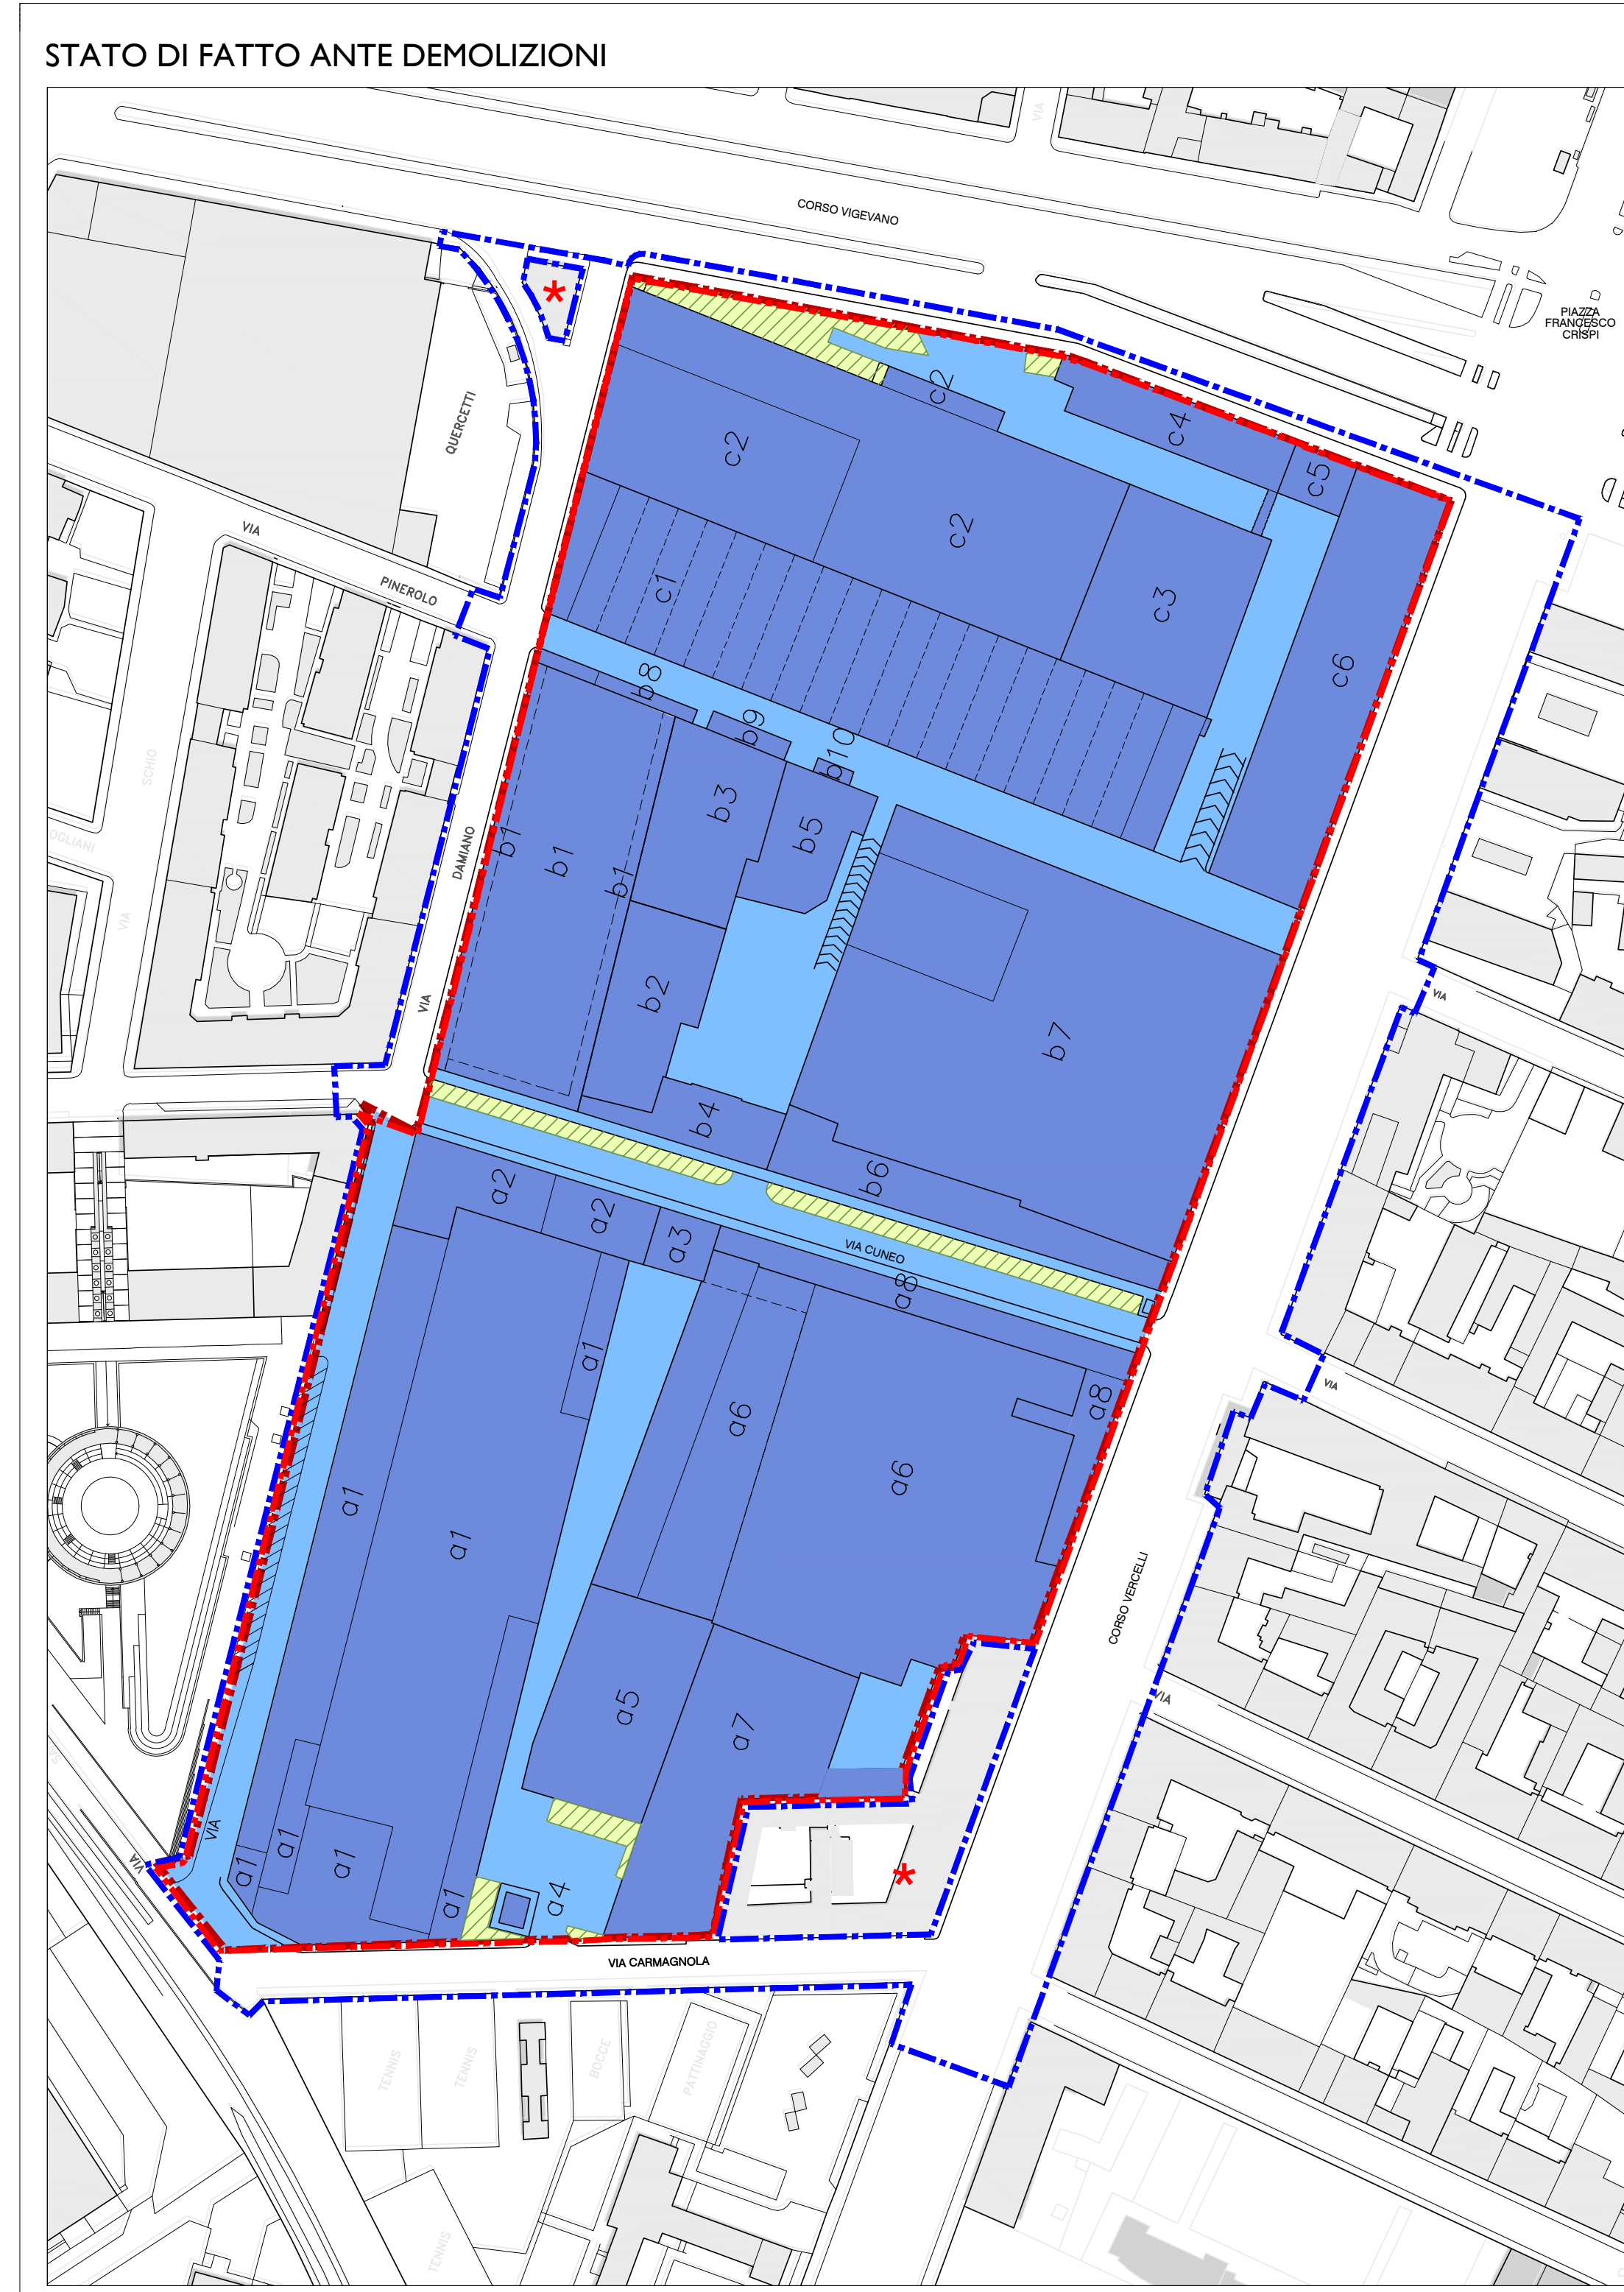 STATO DI FATTO ANTE DEMOLIZIONI
VIA
CORSO VIGEVANO
*
PIAZZA
FRANCESCO
CRISPI
QUERCETTI
c2
c4
c2
c5
VIA
PINEROLO
c2
c1
c3
c6
b8
b9
b10
SCHIO
OGLIANI
DAMIANO
b1
b1
b1
b3
b5
VIA
VIA
b2
VIA
b7
b4
b6
a2
a2
a3
VIA CUNEO
a8
a1
a6
a8
VIA
a1
a1
a6
CORSO VERCELLI
a5
a7
VIA
VIA
VIA
a1
a1
a1
a1
a4
*
VIA CARMAGNOLA
TENNIS
TENNIS
BOCCE
PATTINAGGIO
TENNIS